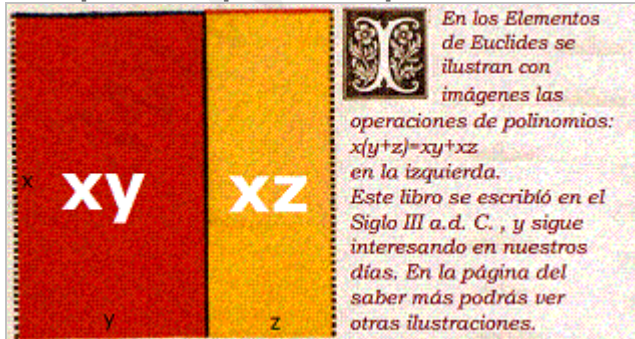 xy
xz
x
y
z
I
En los Elementos
de Euclides se
ilustran con
imágenes las
operaciones de polinomios:
x(y+z)=xy+xz
en la izquierda.
Este libro se escribió en el
Siglo III a.d. C. , y sigue
interesando en nuestros
días. En la página del
saber más podrás ver
otras ilustraciones.